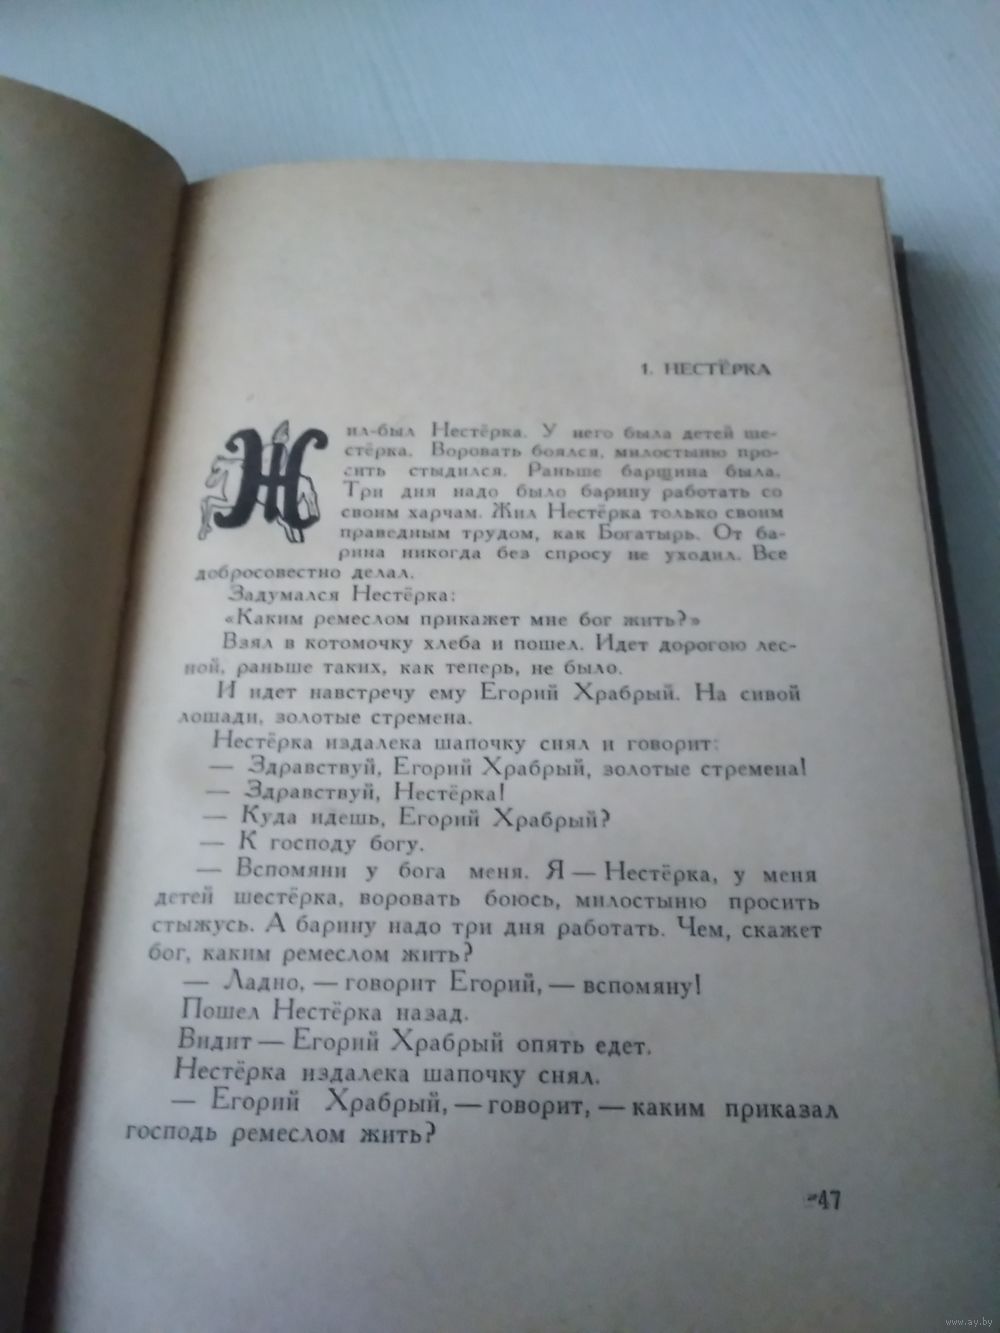 1. НЕСТЁРКА
Жил-был Нестёрка. У него была детей ше-
стёрка. Воровать боялся, милостыню про-
сить стыдился. Раньше барщина была.
Три дня надо было барину работать со
своим харчам. Жил Нестёрка только своим
праведным трудом, как Богатырь. От ба-
рина никогда без спросу не уходил. Все
добросовестно делал.
Задумался Нестёрка:
«Каким ремеслом прикажет мне бог жить?»
Взял в котомочку хлеба и пошел. Идет дорогою лес-
ной, раньше таких, как теперь, не было.
И идет навстречу ему Егорий Храбрый. На сивой
лошади, золотые стремена.
Нестёрка издалека шапочку снял и говорит:
— Здравствуй, Егорий Храбрый, золотые стремена!
— Здравствуй, Нестёрка!
— Куда идешь, Егорий Храбрый?
— К господу богу.
— Вспомяни у бога меня. Я — Нестёрка, у меня
детей шестёрка, воровать боюсь, милостыню просить
стыжусь. А барину надо три дня работать. Чем, скажет
бог, каким ремеслом жить?
— Ладно, — говорит Егорий, — вспомяну!
Пошел Нестёрка назад.
Видит — Егорий Храбрый опять едет.
Нестёрка издалека шапочку снял.
— Егорий Храбрый, — говорит, — каким приказал
господь ремеслом жить?
47
www.ay.by